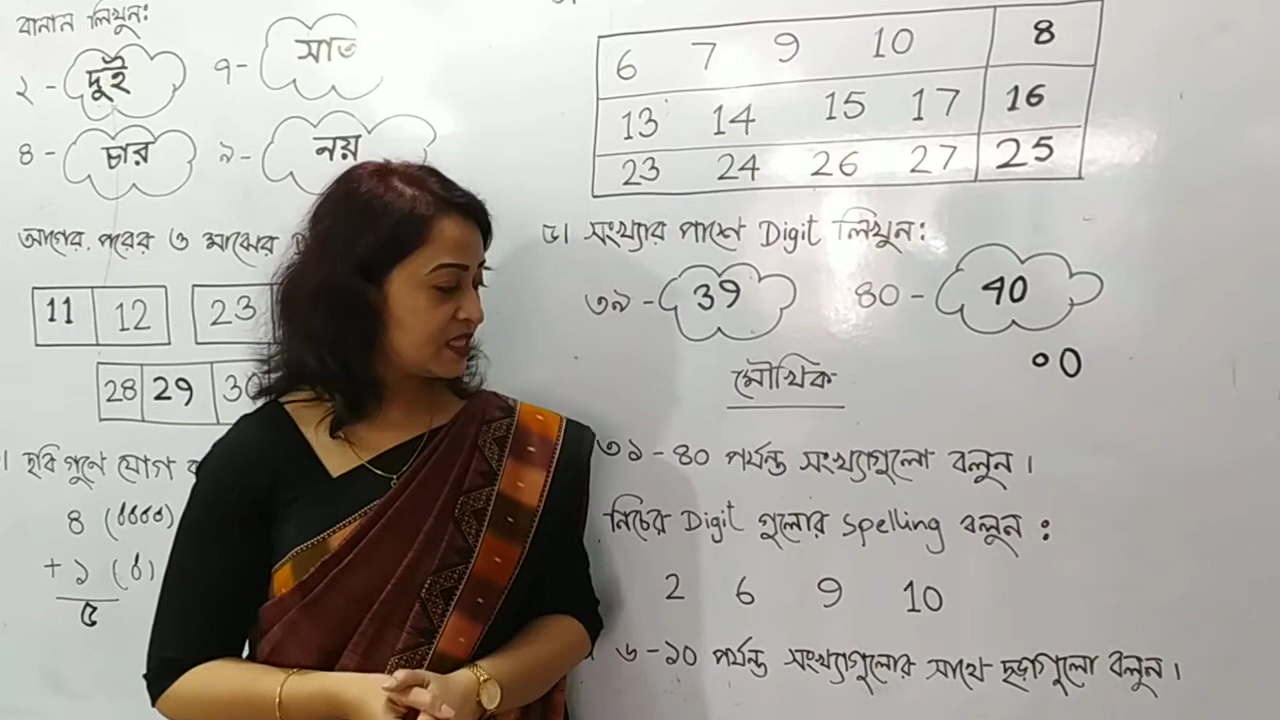 বানান লিখুন:
২ - দুই ৭ - সাত
৪ - চার ৯ - নয়
আগের, পরের ও মাঝের
11 12 23
28 29 30
ছবি গুণে যোগ
৪
+ ১
৫
6 7 9 10 8
13 14 15 17 16
23 24 26 27 25
৫। সংখ্যার পাশে Digit লিখুন:
৩৯ - 39 ৪০ - 40
০0
মৌখিক
৩১-৪০ পর্যন্ত সংখ্যাগুলো বলুন।
নিচের Digit গুলোর Spelling বলুন:
2 6 9 10
৬-১০ পর্যন্ত সংখ্যাগুলোর সাথে ছড়াগুলো বলুন।